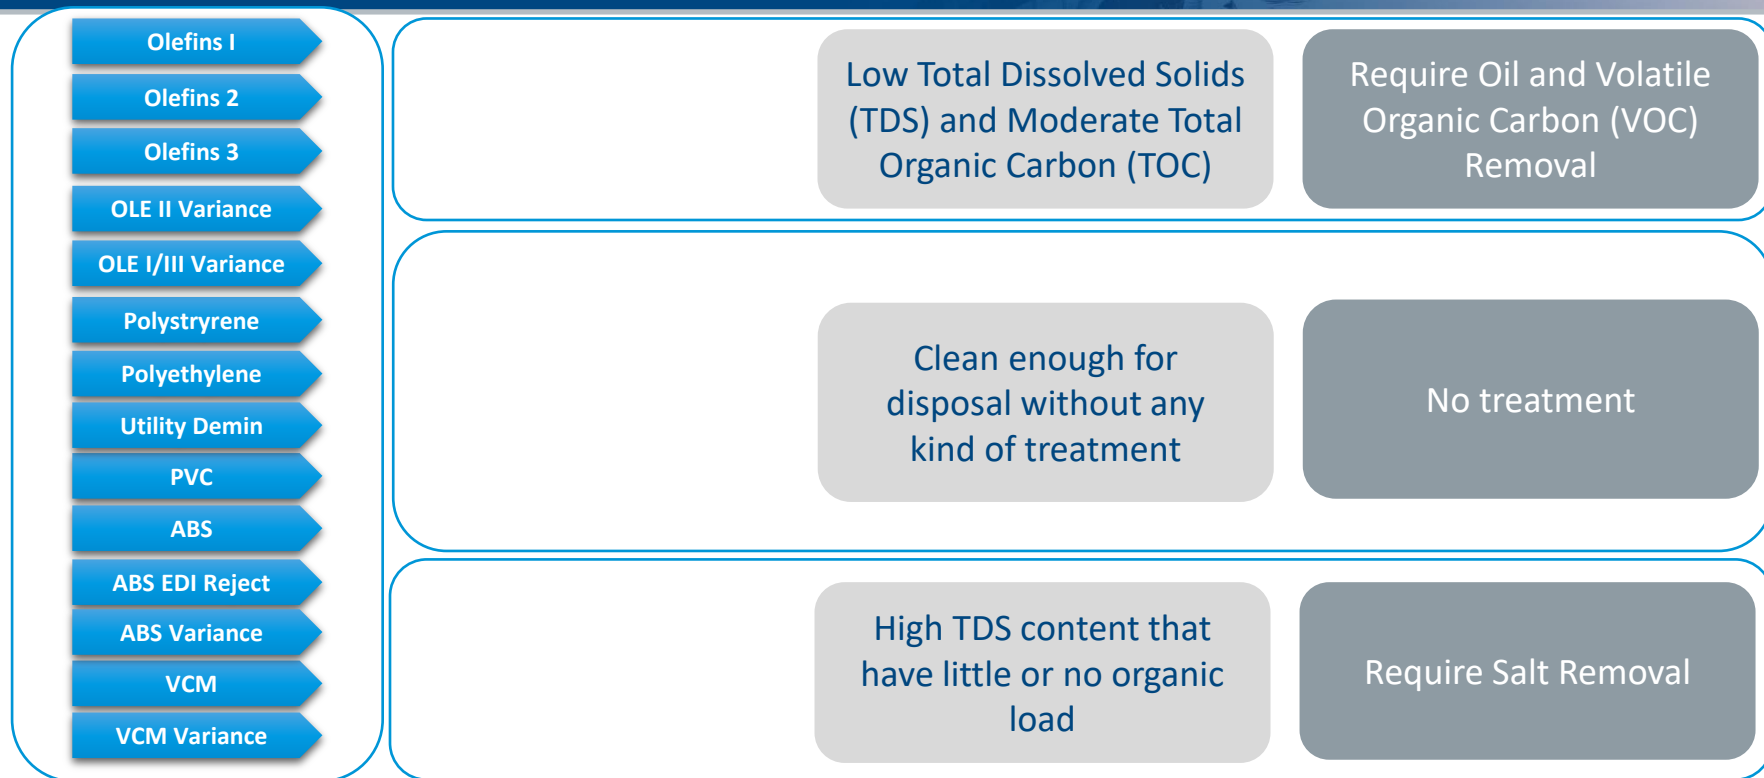 Olefins I
Olefins 2
Olefins 3
OLE II Variance
OLE I/III Variance
Polystryrene
Polyethylene
Utility Demin
PVC
ABS
ABS EDI Reject
ABS Variance
VCM
VCM Variance
Low Total Dissolved Solids
(TDS) and Moderate Total
Organic Carbon (TOC)
Require Oil and Volatile
Organic Carbon (VOC)
Removal
Clean enough for
disposal without any
kind of treatment
No treatment
High TDS content that
have little or no organic
load
Require Salt Removal